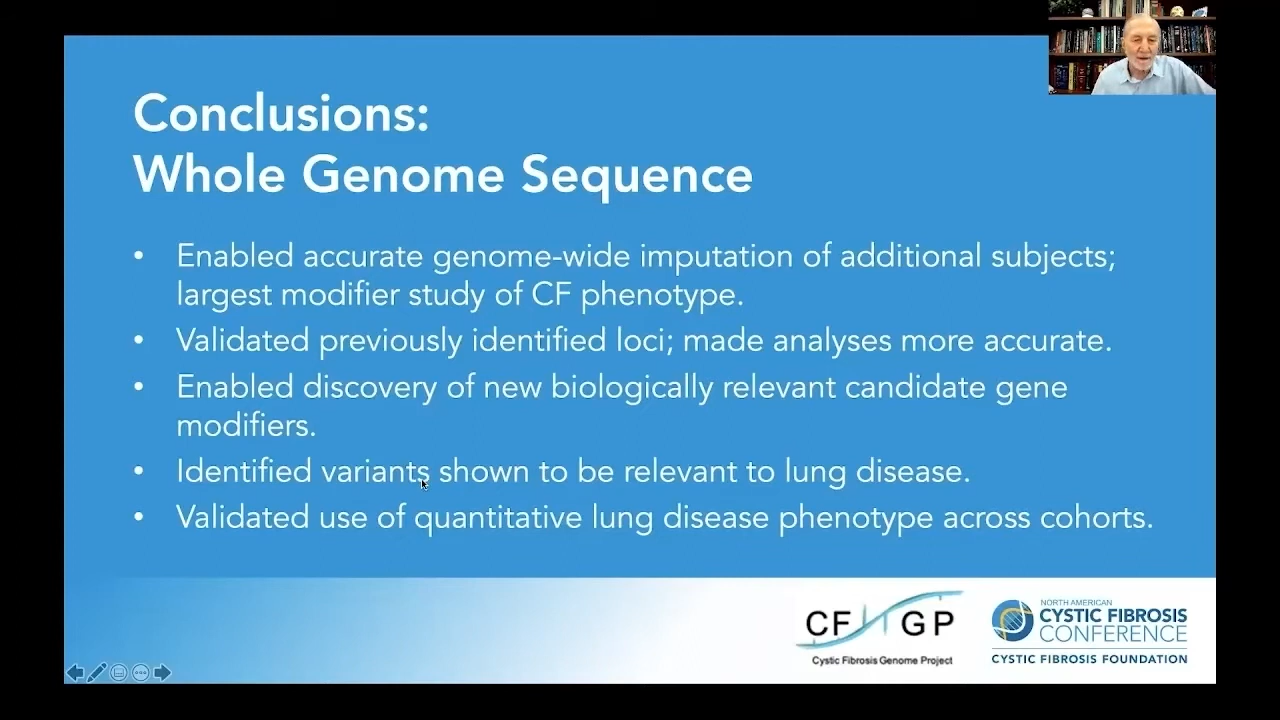 Conclusions:
Whole Genome Sequence
• Enabled accurate genome-wide imputation of additional subjects;
largest modifier study of CF phenotype.
• Validated previously identified loci; made analyses more accurate.
• Enabled discovery of new biologically relevant candidate gene
modifiers.
• Identified variants shown to be relevant to lung disease.
• Validated use of quantitative lung disease phenotype across cohorts.
CF GP
Cystic Fibrosis Genome Project
NORTH AMERICAN
CYSTIC FIBROSIS
CONFERENCE
CYSTIC FIBROSIS FOUNDATION